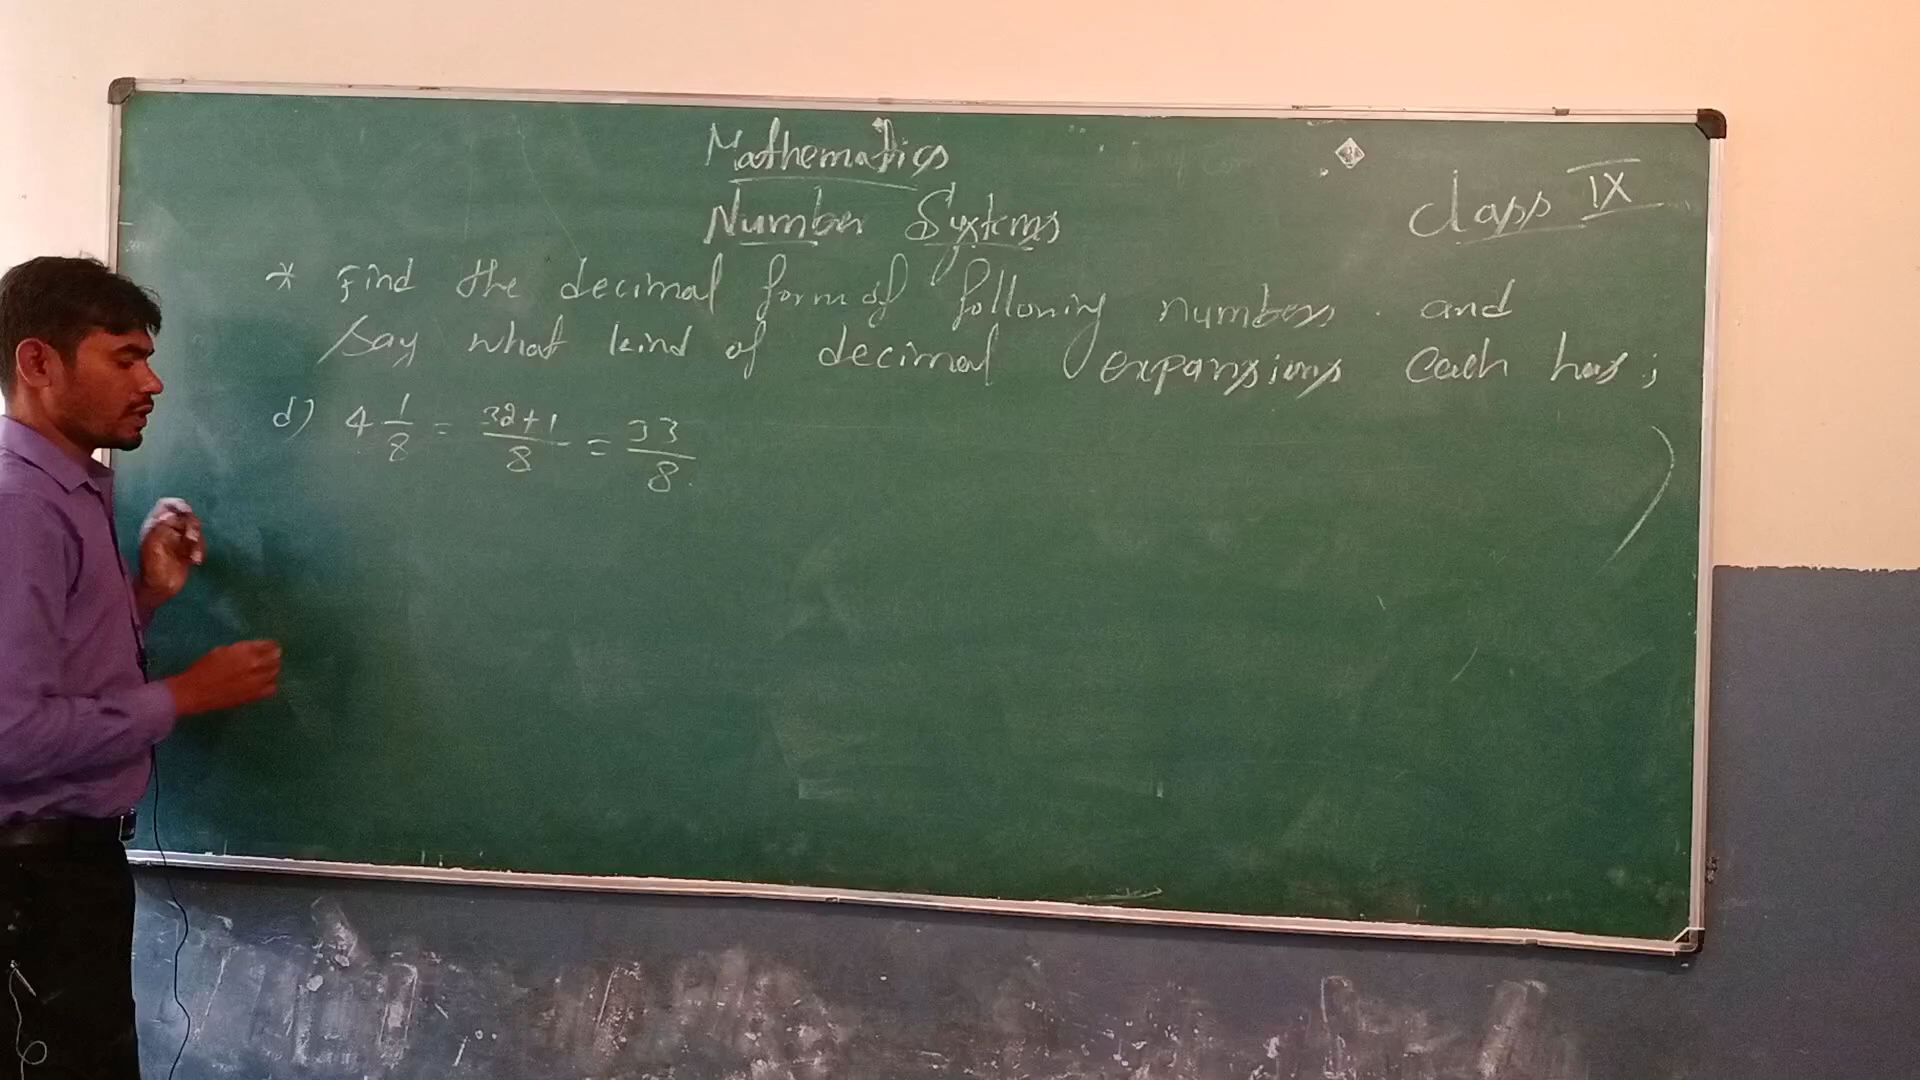 Mathematics
Number Systems
Class IX
* Find the decimal form of following numbers. and
say what kind of decimal expansions each has;
d) 4 1/8 = 32+1/8 = 33/8